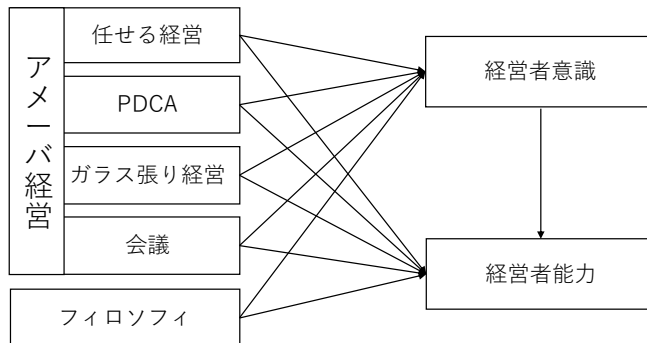 アメーバ経営
任せる経営
PDCA
ガラス張り経営
会議
フィロソフィ
経営者意識
経営者能力